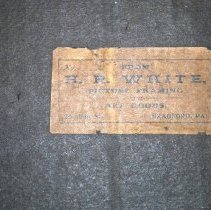 FROM
H. P. WHITE,
PICTURE FRAMING
ART GOODS,
BRADFORD, PA.